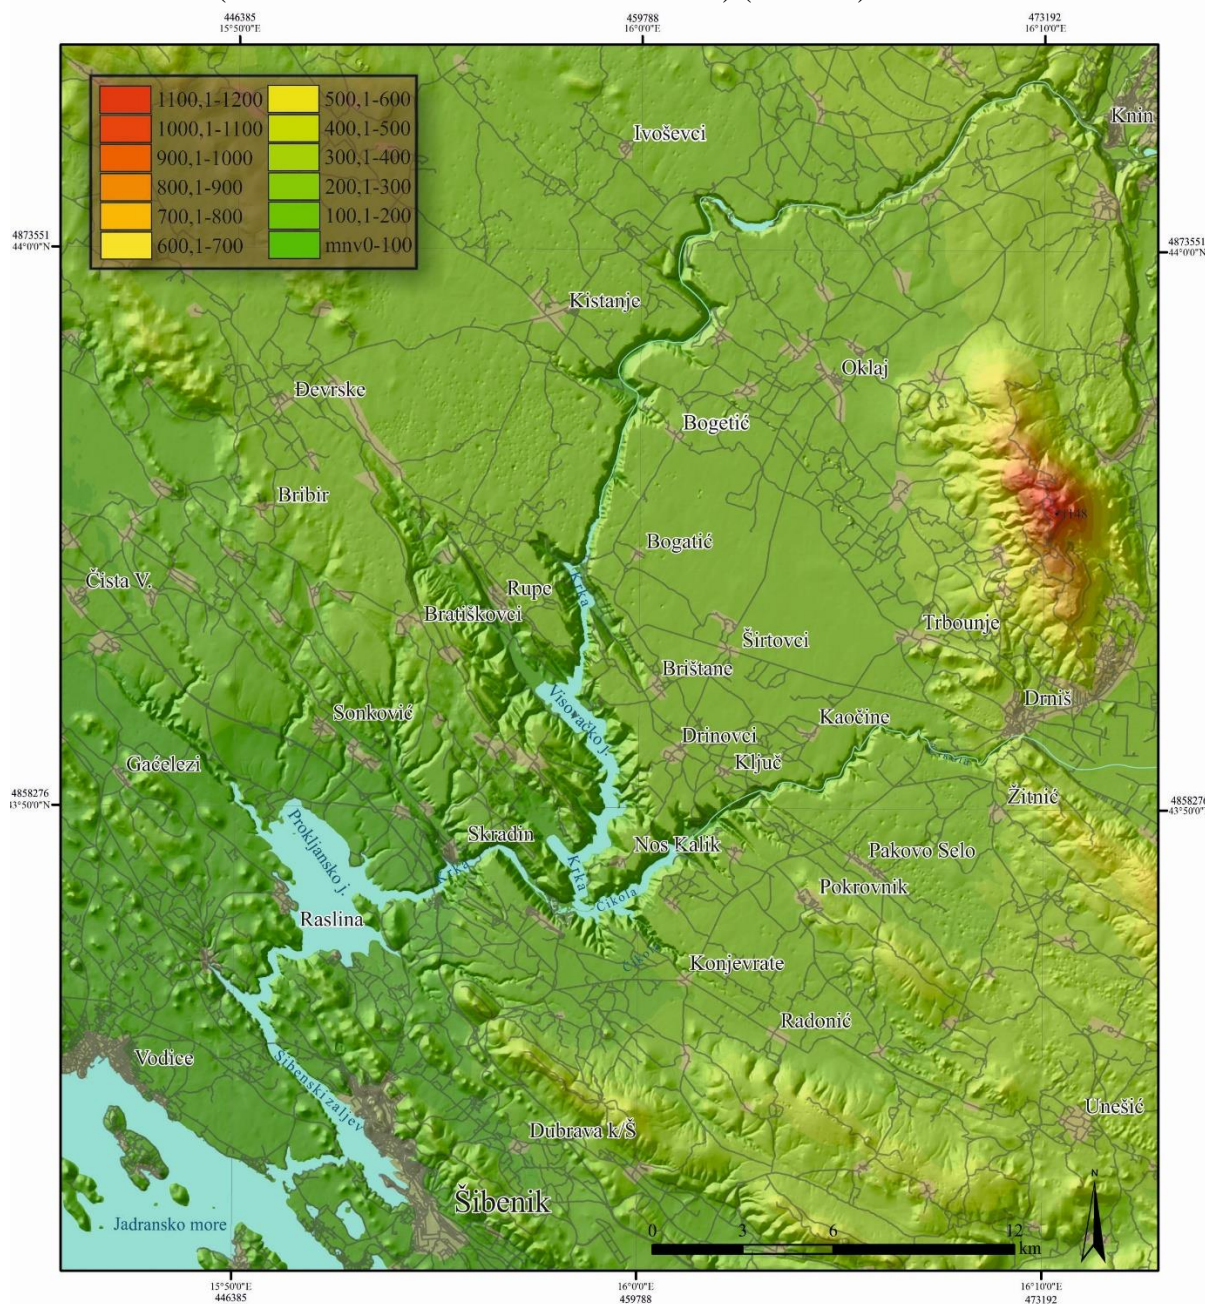 446385
15°50'0"E
459788
16°0'0"E
473192
16°10'0"E
1100,1-1200
1000,1-1100
900,1-1000
800,1-900
700,1-800
600,1-700
500,1-600
400,1-500
300,1-400
200,1-300
100,1-200
mnv0-100
Ivoševci
Knin
4873551
44°0'0"N
4873551
44°0'0"N
Kistanje
Oklaj
Đevrske
Bogetić
Bribir
Bogatić
Čista V.
Rupe
Krka
Bratiškovci
Trbounje
Širtovci
Brištane
Drniš
Visovačko j.
Sonković
Kaočine
Drinovci
Gaćelezi
Ključ
Žitnić
4858276
43°50'0"N
4858276
43°50'0"N
Prokljansko j.
Skradin
Nos Kalik
Pakovo Selo
Krka
Krka
Čikola
Pokrovnik
Raslina
Konjevrate
Radonić
Vodice
Šibenski zaljev
Unešić
Dubrava k/Š
Šibenik
N
Jadransko more
0
3
6
12
km
15°50'0"E
446385
16°0'0"E
459788
16°10'0"E
473192